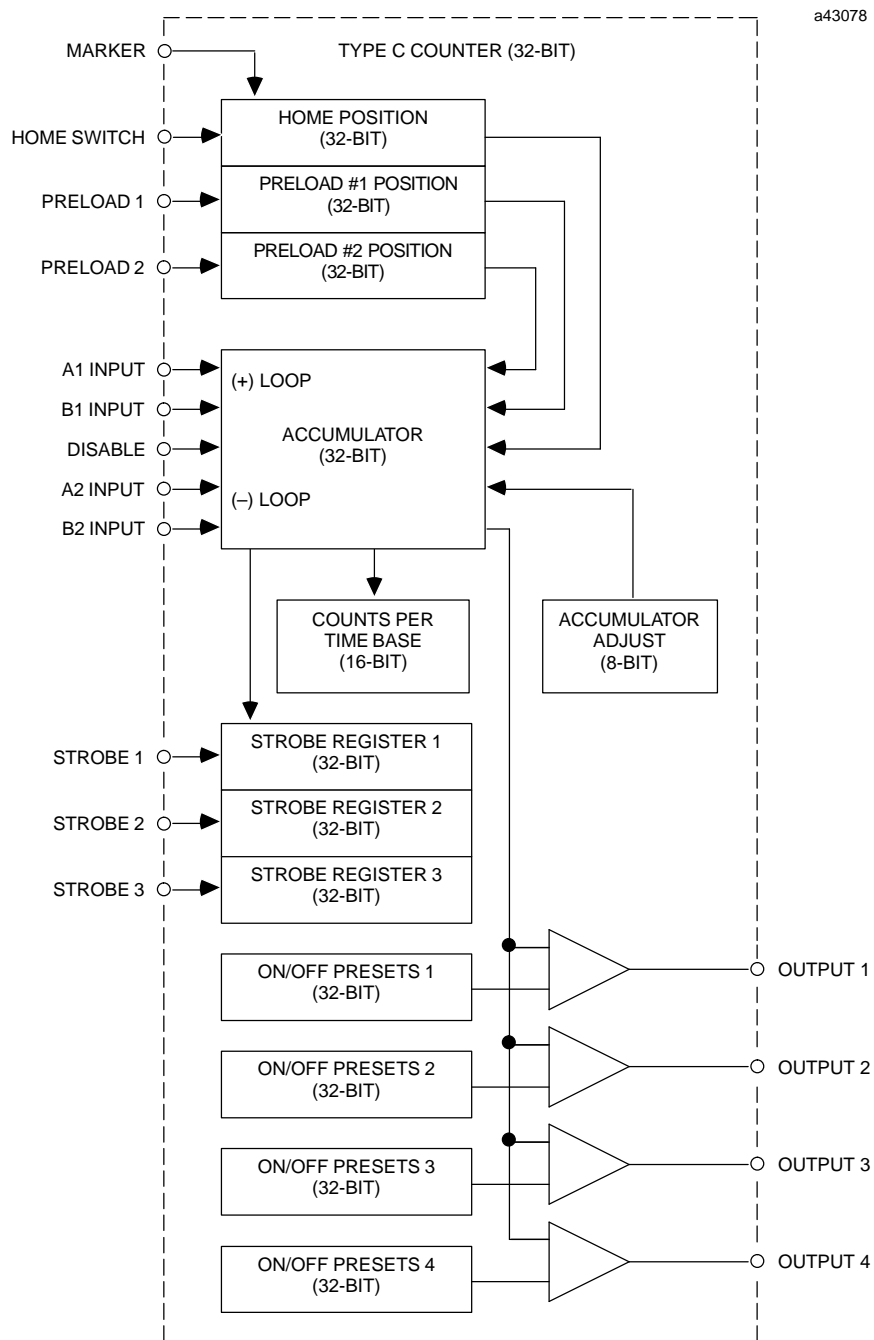 a43078
MARKER
TYPE C COUNTER (32-BIT)
HOME SWITCH
HOME POSITION
(32-BIT)
PRELOAD 1
PRELOAD #1 POSITION
(32-BIT)
PRELOAD 2
PRELOAD #2 POSITION
(32-BIT)
A1 INPUT
B1 INPUT
DISABLE
A2 INPUT
B2 INPUT
(+) LOOP
ACCUMULATOR
(32-BIT)
(–) LOOP
COUNTS PER
TIME BASE
(16-BIT)
ACCUMULATOR
ADJUST
(8-BIT)
STROBE 1
STROBE REGISTER 1
(32-BIT)
STROBE 2
STROBE REGISTER 2
(32-BIT)
STROBE 3
STROBE REGISTER 3
(32-BIT)
ON/OFF PRESETS 1
(32-BIT)
OUTPUT 1
ON/OFF PRESETS 2
(32-BIT)
OUTPUT 2
ON/OFF PRESETS 3
(32-BIT)
OUTPUT 3
ON/OFF PRESETS 4
(32-BIT)
OUTPUT 4